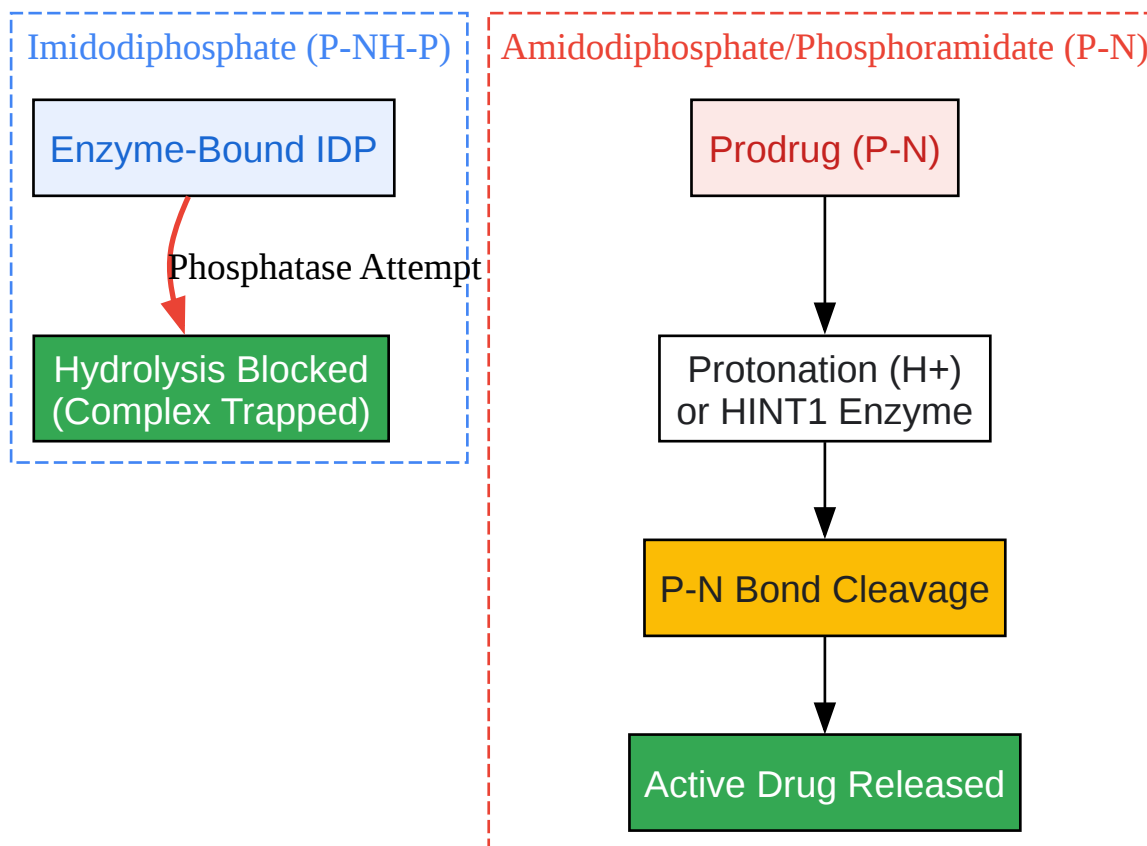 Imidodiphosphate (P-NH-P)
Enzyme-Bound IDP
Phosphatase Attempt
Hydrolysis Blocked
(Complex Trapped)
Amidodiphosphate/Phosphoramidate (P-N)
Prodrug (P-N)
Protonation (H+)
or HINT1 Enzyme
P-N Bond Cleavage
Active Drug Released